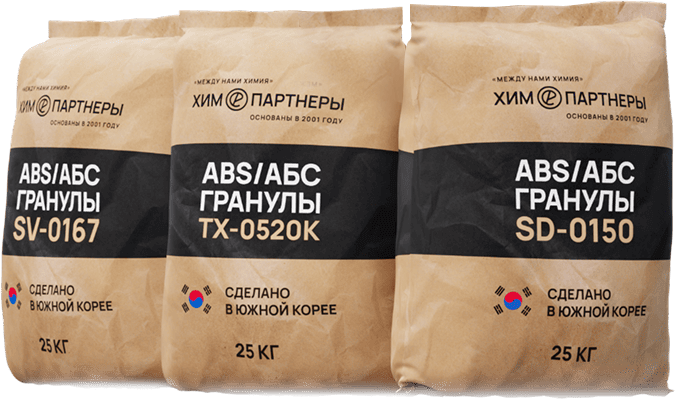 «МЕЖДУ НАМИ ХИМИЯ»
ХИМ ПАРТНЕРЫ
ОСНОВАНЫ В 2001 ГОДУ
ABS/АБС
ГРАНУЛЫ
SV-0167
СДЕЛАНО
В ЮЖНОЙ КОРЕЕ
25 КГ
«МЕЖДУ НАМИ ХИМИЯ»
ХИМ ПАРТНЕРЫ
ОСНОВАНЫ В 2001 ГОДУ
ABS/АБС
ГРАНУЛЫ
TX-0520K
СДЕЛАНО
В ЮЖНОЙ КОРЕЕ
25 КГ
«МЕЖДУ НАМИ ХИМИЯ»
ХИМ ПАРТНЕРЫ
ОСНОВАНЫ В 2001 ГОДУ
ABS/АБС
ГРАНУЛЫ
SD-0150
СДЕЛАНО
В ЮЖНОЙ КОРЕЕ
25 КГ